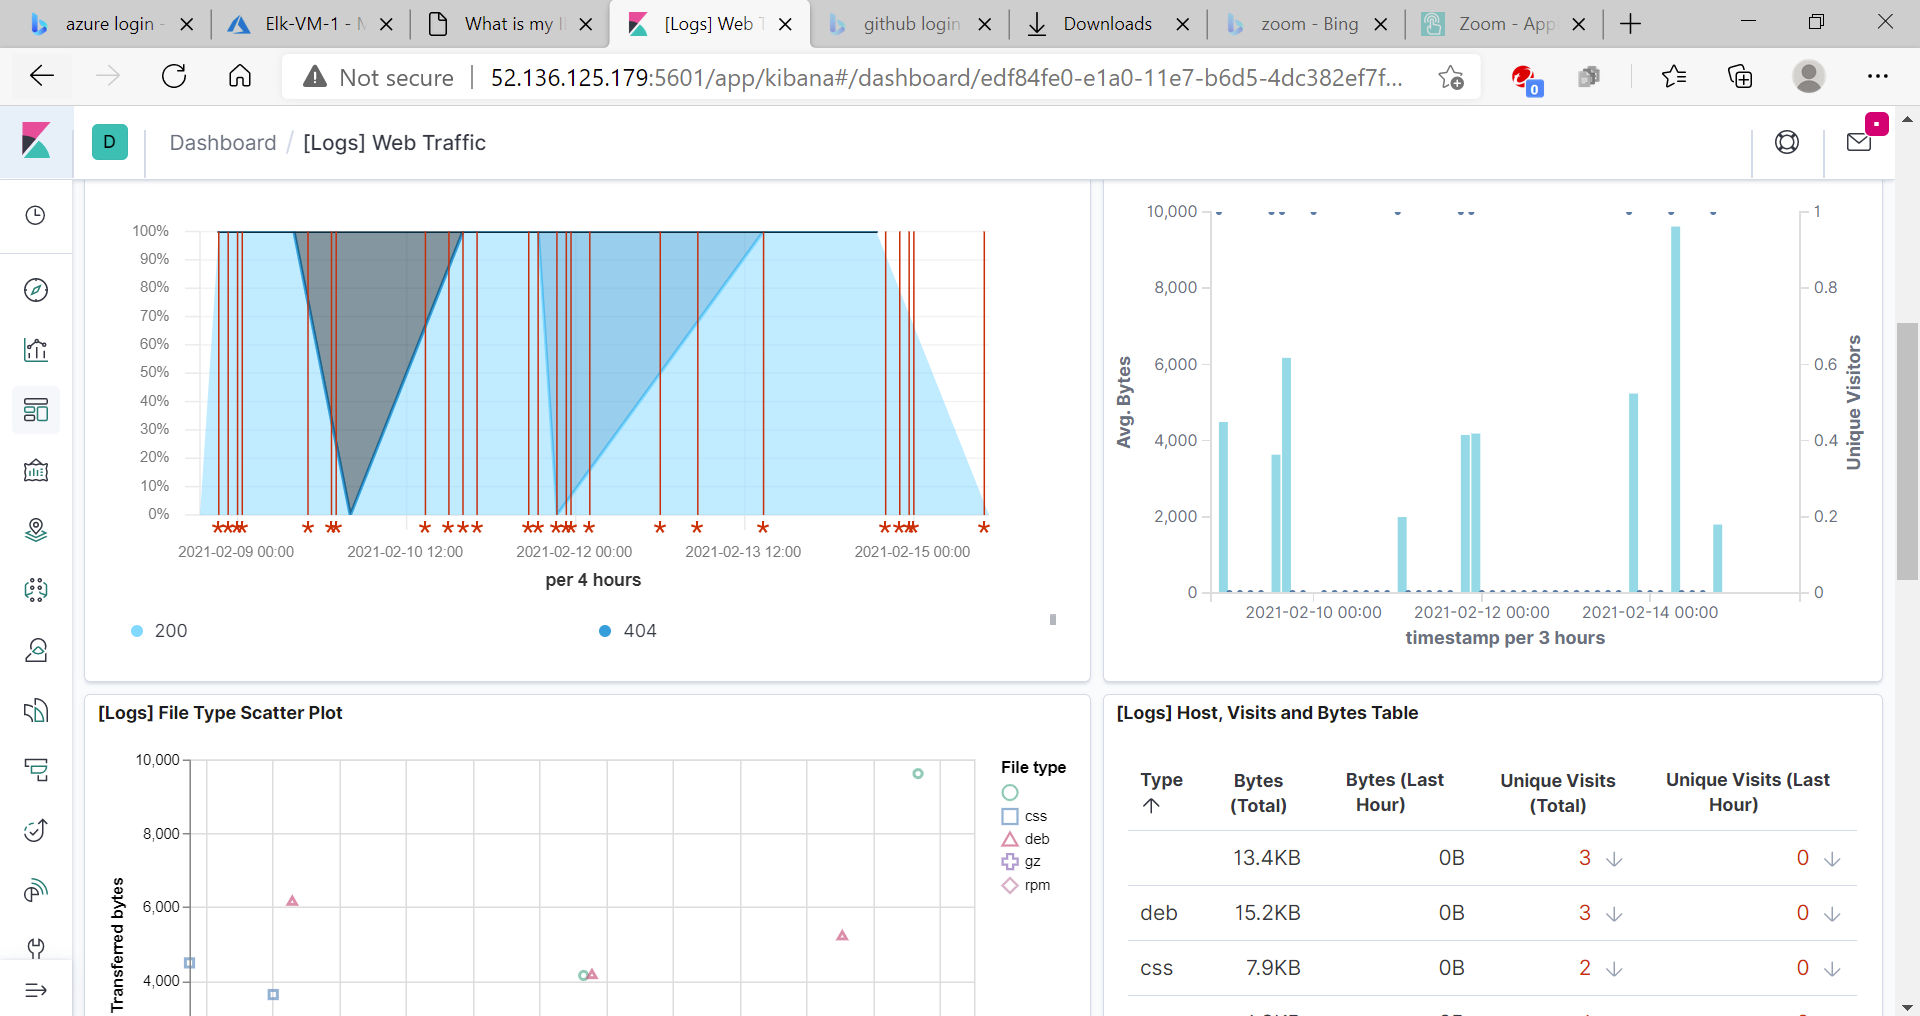 azure login -
Elk-VM-1 - M
What is my I
[Logs] Web T
github login
Downloads
zoom - Bing
Zoom - App
Not secure
52.136.125.179:5601/app/kibana#/dashboard/edf84fe0-e1a0-11e7-b6d5-4dc382ef7f...
0
D
Dashboard / [Logs] Web Traffic
100%
90%
80%
70%
60%
50%
40%
30%
20%
10%
0%
2021-02-09 00:00
2021-02-10 12:00
2021-02-12 00:00
2021-02-13 12:00
2021-02-15 00:00
per 4 hours
200
404
10,000
8,000
6,000
4,000
2,000
0
Avg. Bytes
1
0.8
0.6
0.4
0.2
0
Unique Visitors
2021-02-10 00:00
2021-02-12 00:00
2021-02-14 00:00
timestamp per 3 hours
[Logs] File Type Scatter Plot
10,000
8,000
6,000
4,000
Transferred bytes
File type
css
deb
gz
rpm
[Logs] Host, Visits and Bytes Table
Type
Bytes (Total)
Bytes (Last Hour)
Unique Visits (Total)
Unique Visits (Last Hour)
13.4KB 0B 3 0
deb 15.2KB 0B 3 0
css 7.9KB 0B 2 0